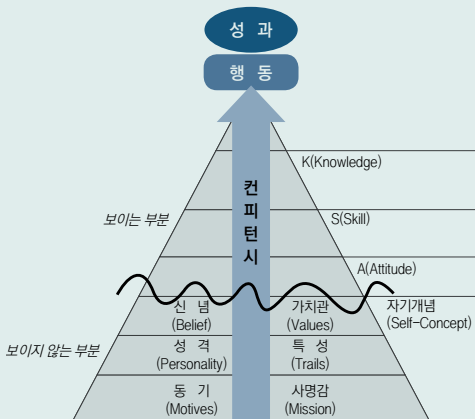 성 과
행 동
K(Knowledge)
컨
피
턴
시
보이는 부분
S(Skill)
A(Attitude)
신 념
(Belief)
가치관
(Values)
자기개념
(Self-Concept)
보이지 않는 부분
성 격
(Personality)
특 성
(Trails)
동 기
(Motives)
사명감
(Mission)